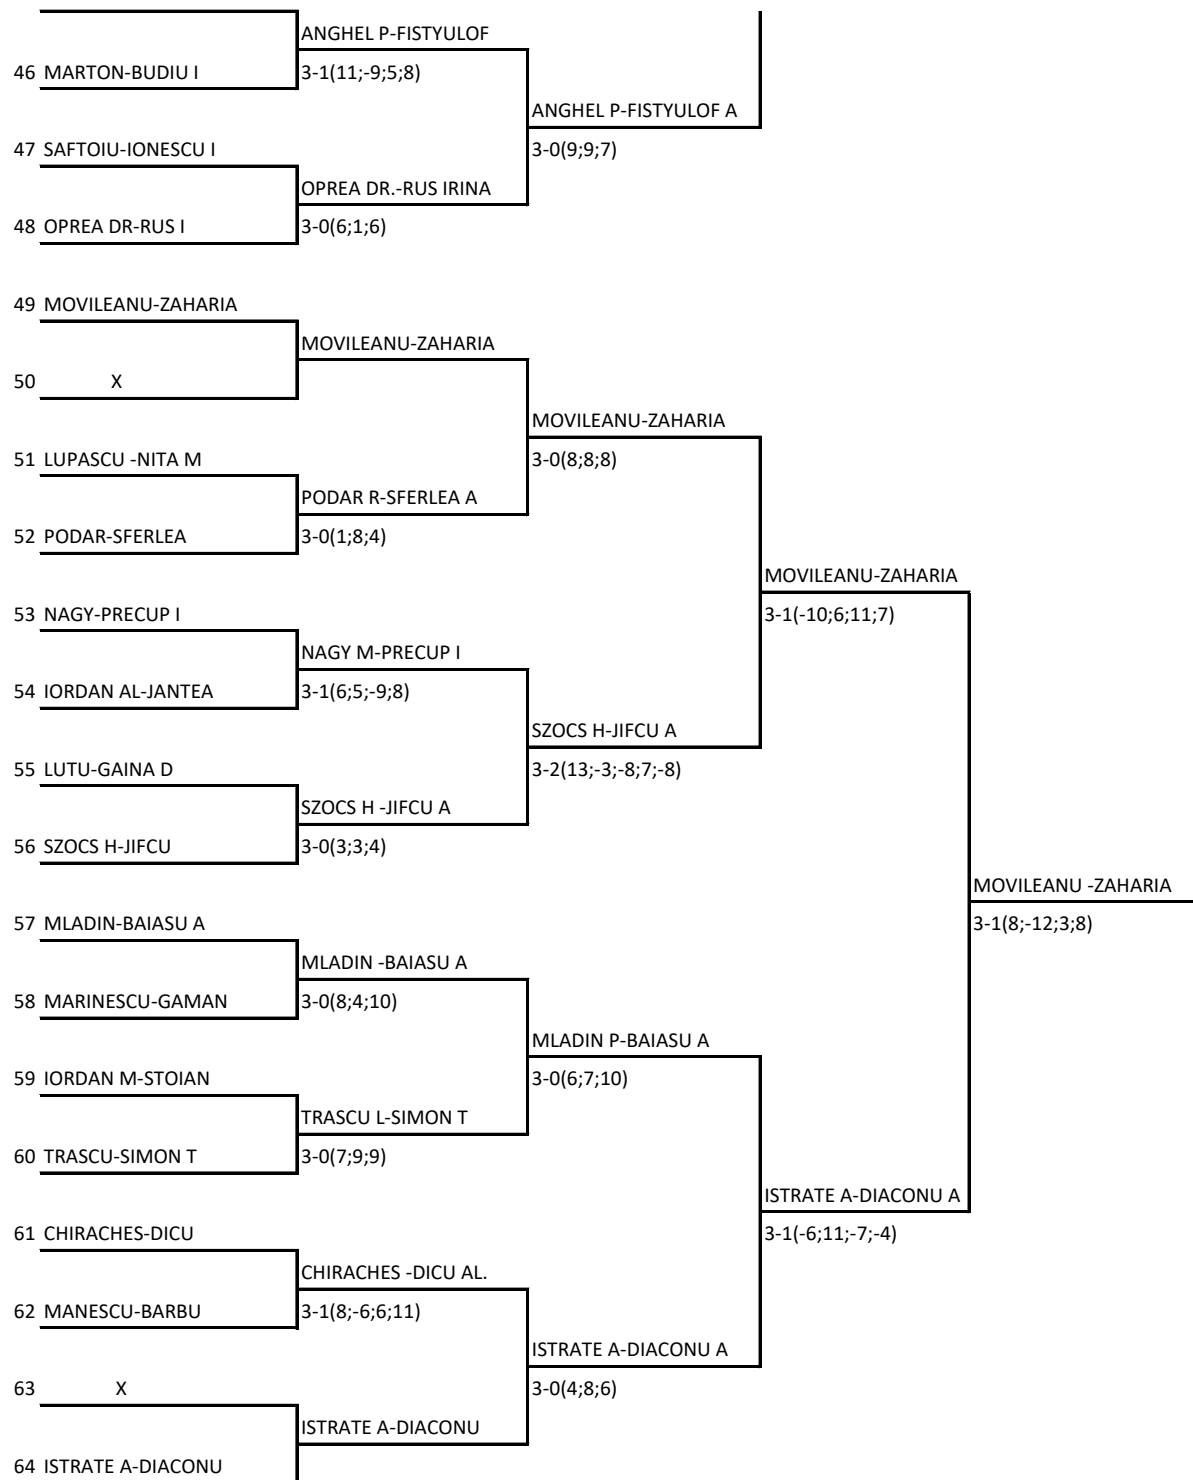 ANGHEL P-FISTYULOF
46 MARTON-BUDIU I
3-1(11;-9;5;8)
ANGHEL P-FISTYULOF A
47 SAFTOIU-IONESCU I
3-0(9;9;7)
OPREA DR.-RUS IRINA
48 OPREA DR-RUS I
3-0(6;1;6)
49 MOVILEANU-ZAHARIA
MOVILEANU-ZAHARIA
50 X
MOVILEANU-ZAHARIA
51 LUPASCU -NITA M
3-0(8;8;8)
PODAR R-SFERLEA A
52 PODAR-SFERLEA
3-0(1;8;4)
MOVILEANU-ZAHARIA
53 NAGY-PRECUP I
3-1(-10;6;11;7)
NAGY M-PRECUP I
54 IORDAN AL-JANTEA
3-1(6;5;-9;8)
SZOCS H-JIFCU A
55 LUTU-GAINA D
3-2(13;-3;-8;7;-8)
SZOCS H -JIFCU A
56 SZOCS H-JIFCU
3-0(3;3;4)
MOVILEANU -ZAHARIA
57 MLADIN-BAIASU A
3-1(8;-12;3;8)
MLADIN -BAIASU A
58 MARINESCU-GAMAN
3-0(8;4;10)
MLADIN P-BAIASU A
59 IORDAN M-STOIAN
3-0(6;7;10)
TRASCU L-SIMON T
60 TRASCU-SIMON T
3-0(7;9;9)
ISTRATE A-DIACONU A
61 CHIRACHES-DICU
3-1(-6;11;-7;-4)
CHIRACHES -DICU AL.
62 MANESCU-BARBU
3-1(8;-6;6;11)
ISTRATE A-DIACONU A
63 X
3-0(4;8;6)
ISTRATE A-DIACONU
64 ISTRATE A-DIACONU